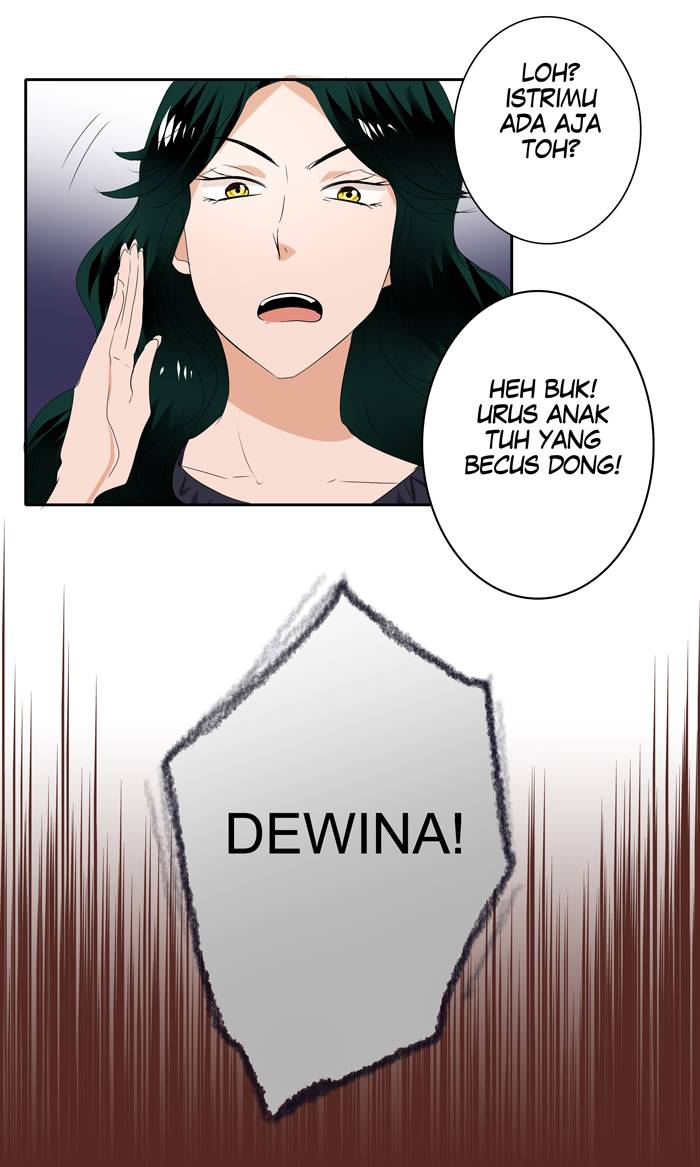 LOH?
ISTRIMU
ADA AJA
TOH?
HEH BUK!
URUS ANAK
TUH YANG
BECUS DONG!
DEWINA!